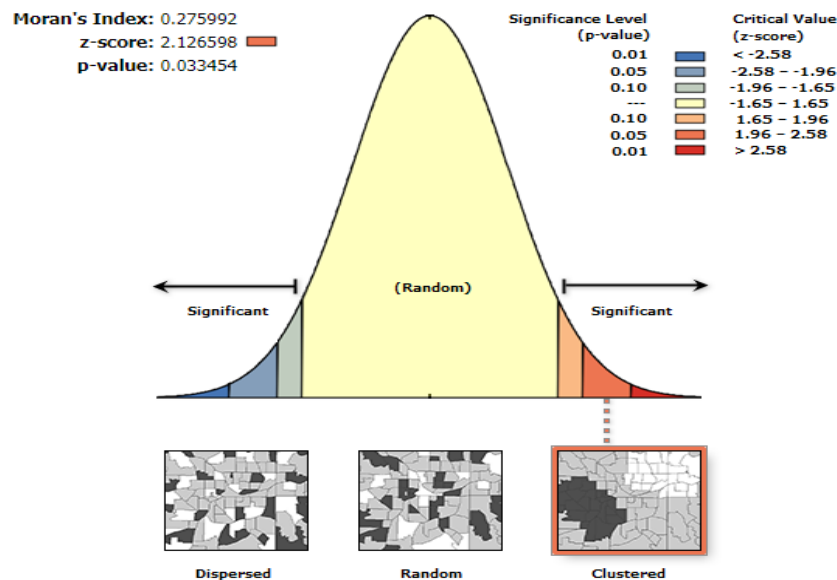 Moran's Index: 0.275992
z-score: 2.126598
p-value: 0.033454
Significance Level
(p-value)
Critical Value
(z-score)
0.01 < -2.58
0.05 -2.58 – -1.96
0.10 -1.96 – -1.65
--- -1.65 – 1.65
0.10 1.65 – 1.96
0.05 1.96 – 2.58
0.01 > 2.58
(Random)
Significant
Significant
Dispersed
Random
Clustered